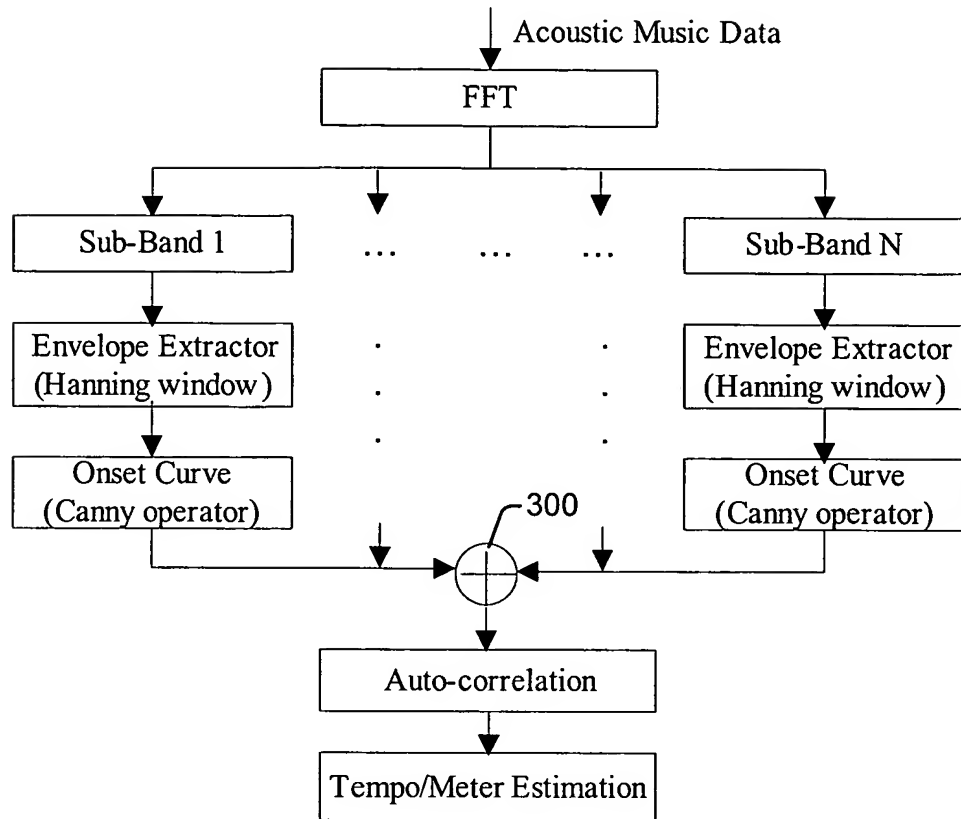 Acoustic Music Data
FFT
Sub-Band 1
... ... ...
Sub-Band N
Envelope Extractor
(Hanning window)
Envelope Extractor
(Hanning window)
Onset Curve
(Canny operator)
Onset Curve
(Canny operator)
300
Auto-correlation
Tempo/Meter Estimation